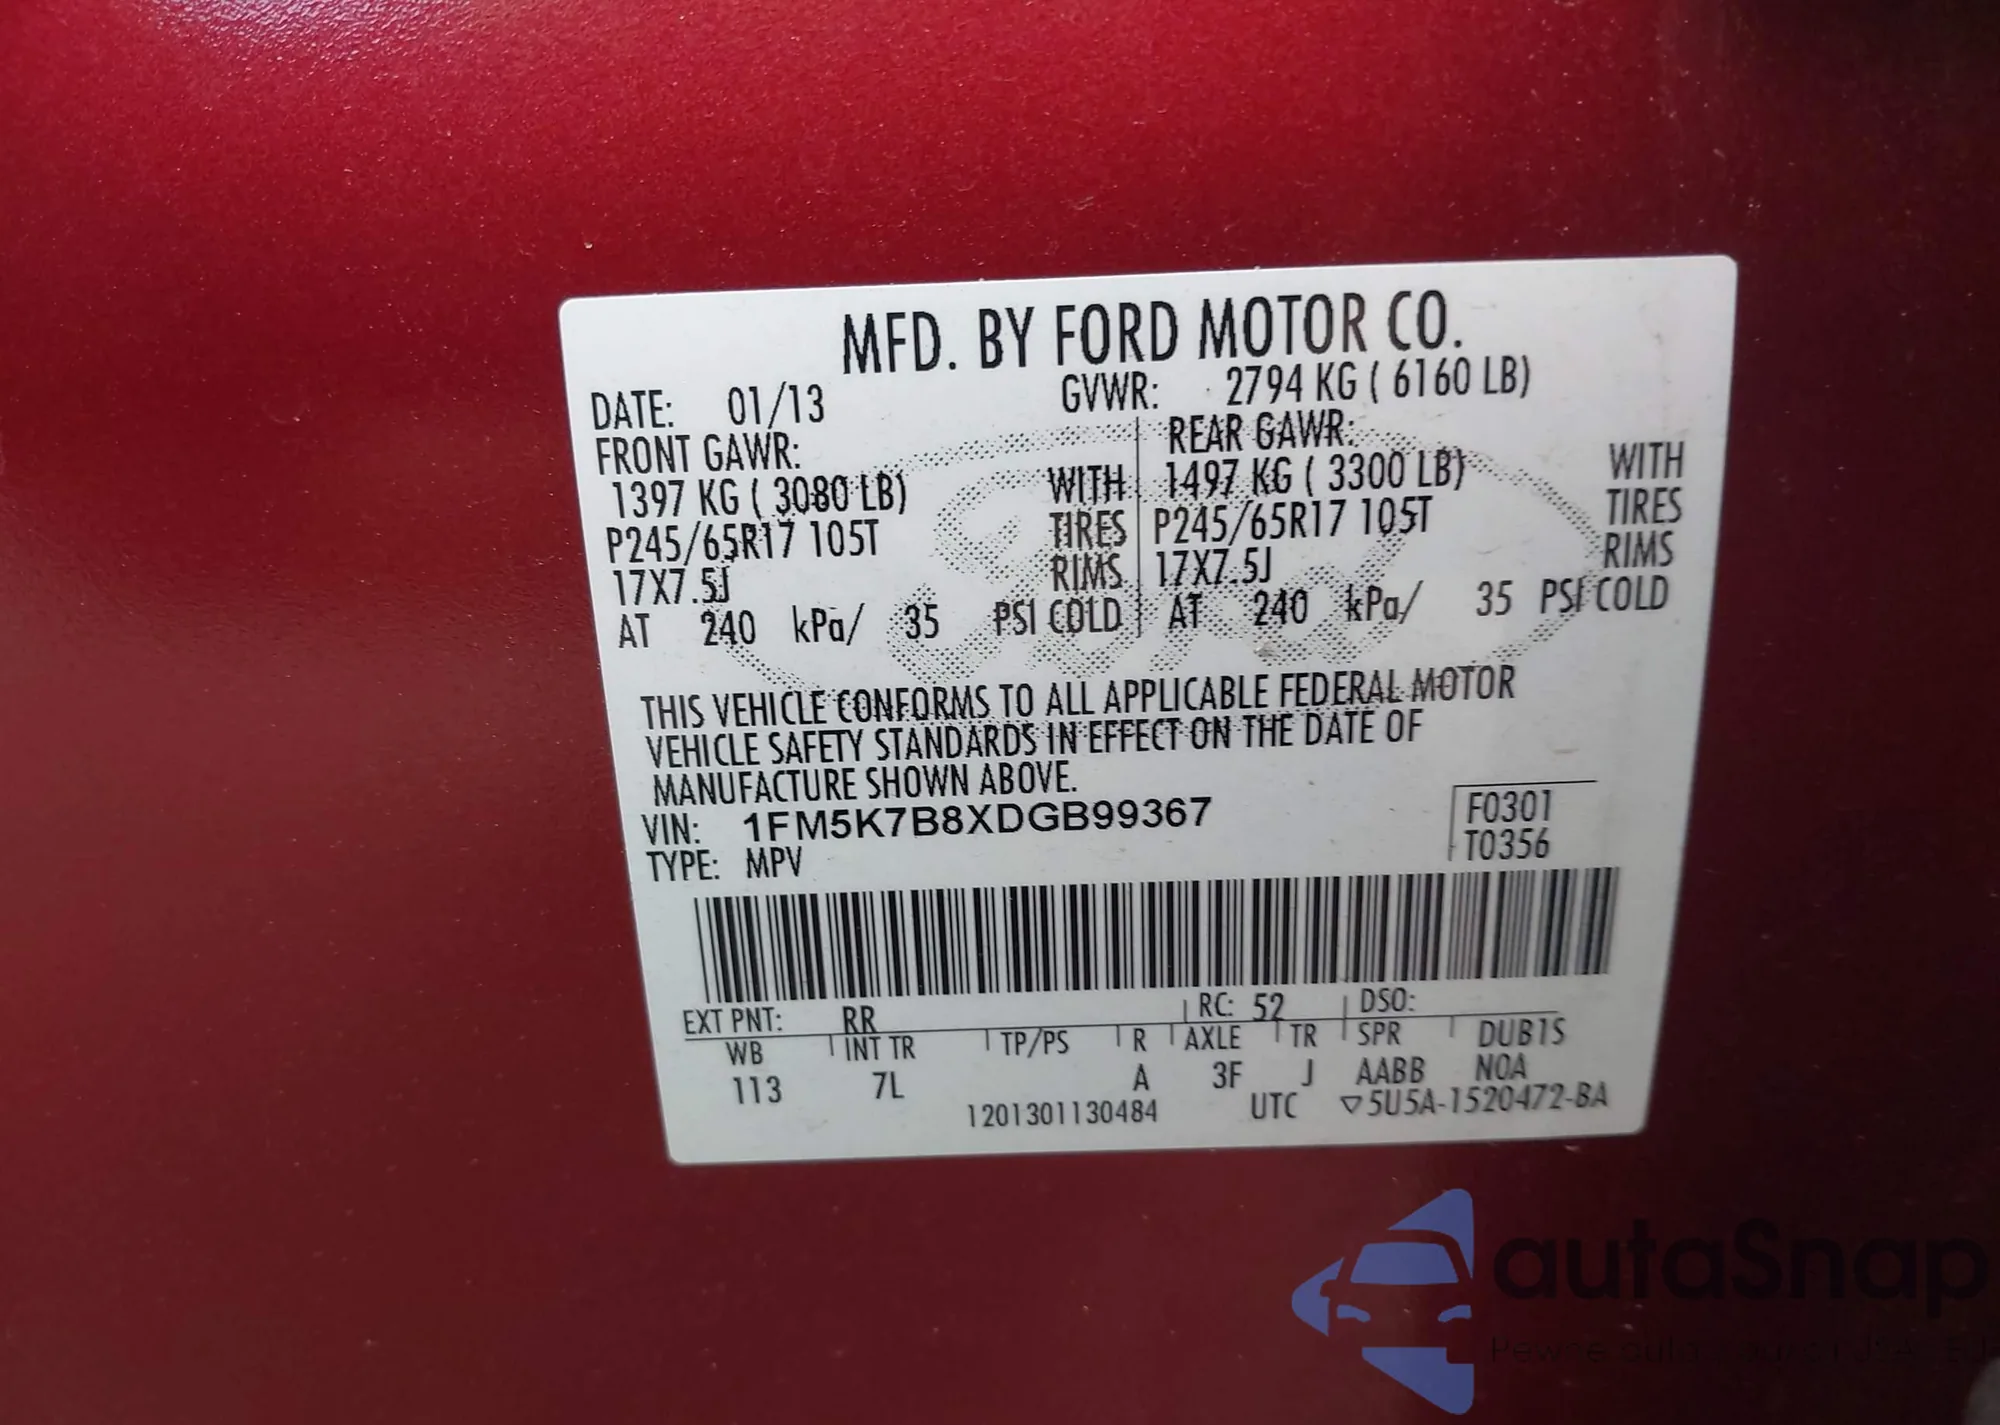 MFD. BY FORD MOTOR CO.
DATE: 01/13 GVWR: 2794 KG ( 6160 LB)
FRONT GAWR: REAR GAWR:
1397 KG ( 3080 LB) WITH 1497 KG ( 3300 LB) WITH
P245/65R17 105T TIRES P245/65R17 105T TIRES
17X7.5J RIMS 17X7.5J RIMS
AT 240 kPa/ 35 PSI COLD AT 240 kPa/ 35 PSI COLD
THIS VEHICLE CONFORMS TO ALL APPLICABLE FEDERAL MOTOR
VEHICLE SAFETY STANDARDS IN EFFECT ON THE DATE OF
MANUFACTURE SHOWN ABOVE.
VIN: 1FM5K7B8XDGB99367 F0301
TYPE: MPV T0356
EXT PNT: RR RC: 52 DSO:
WB INT TR TP/PS R AXLE TR SPR DUB1S
113 7L A 3F J AABB NOA
1201301130484 UTC ▽5U5A-1520472-BA
autaSnap